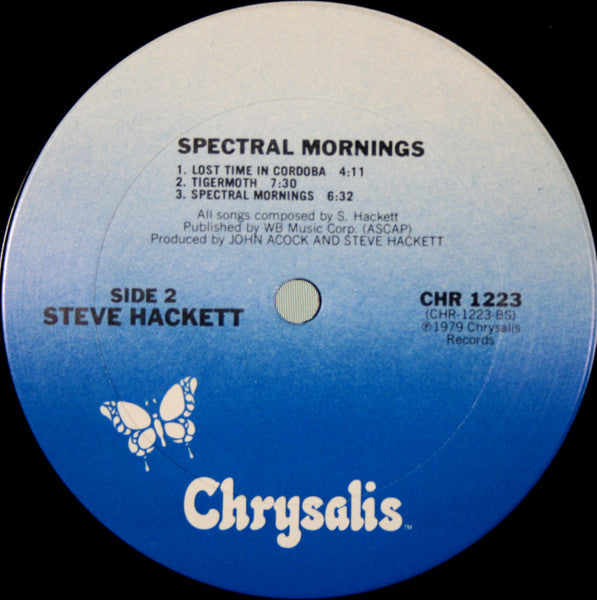 SPECTRAL MORNINGS
1. LOST TIME IN CORDOBA 4:11
2. TIGERMOTH 7:30
3. SPECTRAL MORNINGS 6:32
All songs composed by S. Hackett
Published by WB Music Corp. (ASCAP)
Produced by JOHN ACOCK AND STEVE HACKETT
SIDE 2
STEVE HACKETT
CHR 1223
(CHR-1223-BS)
℗1979 Chrysalis
Records
Chrysalis™